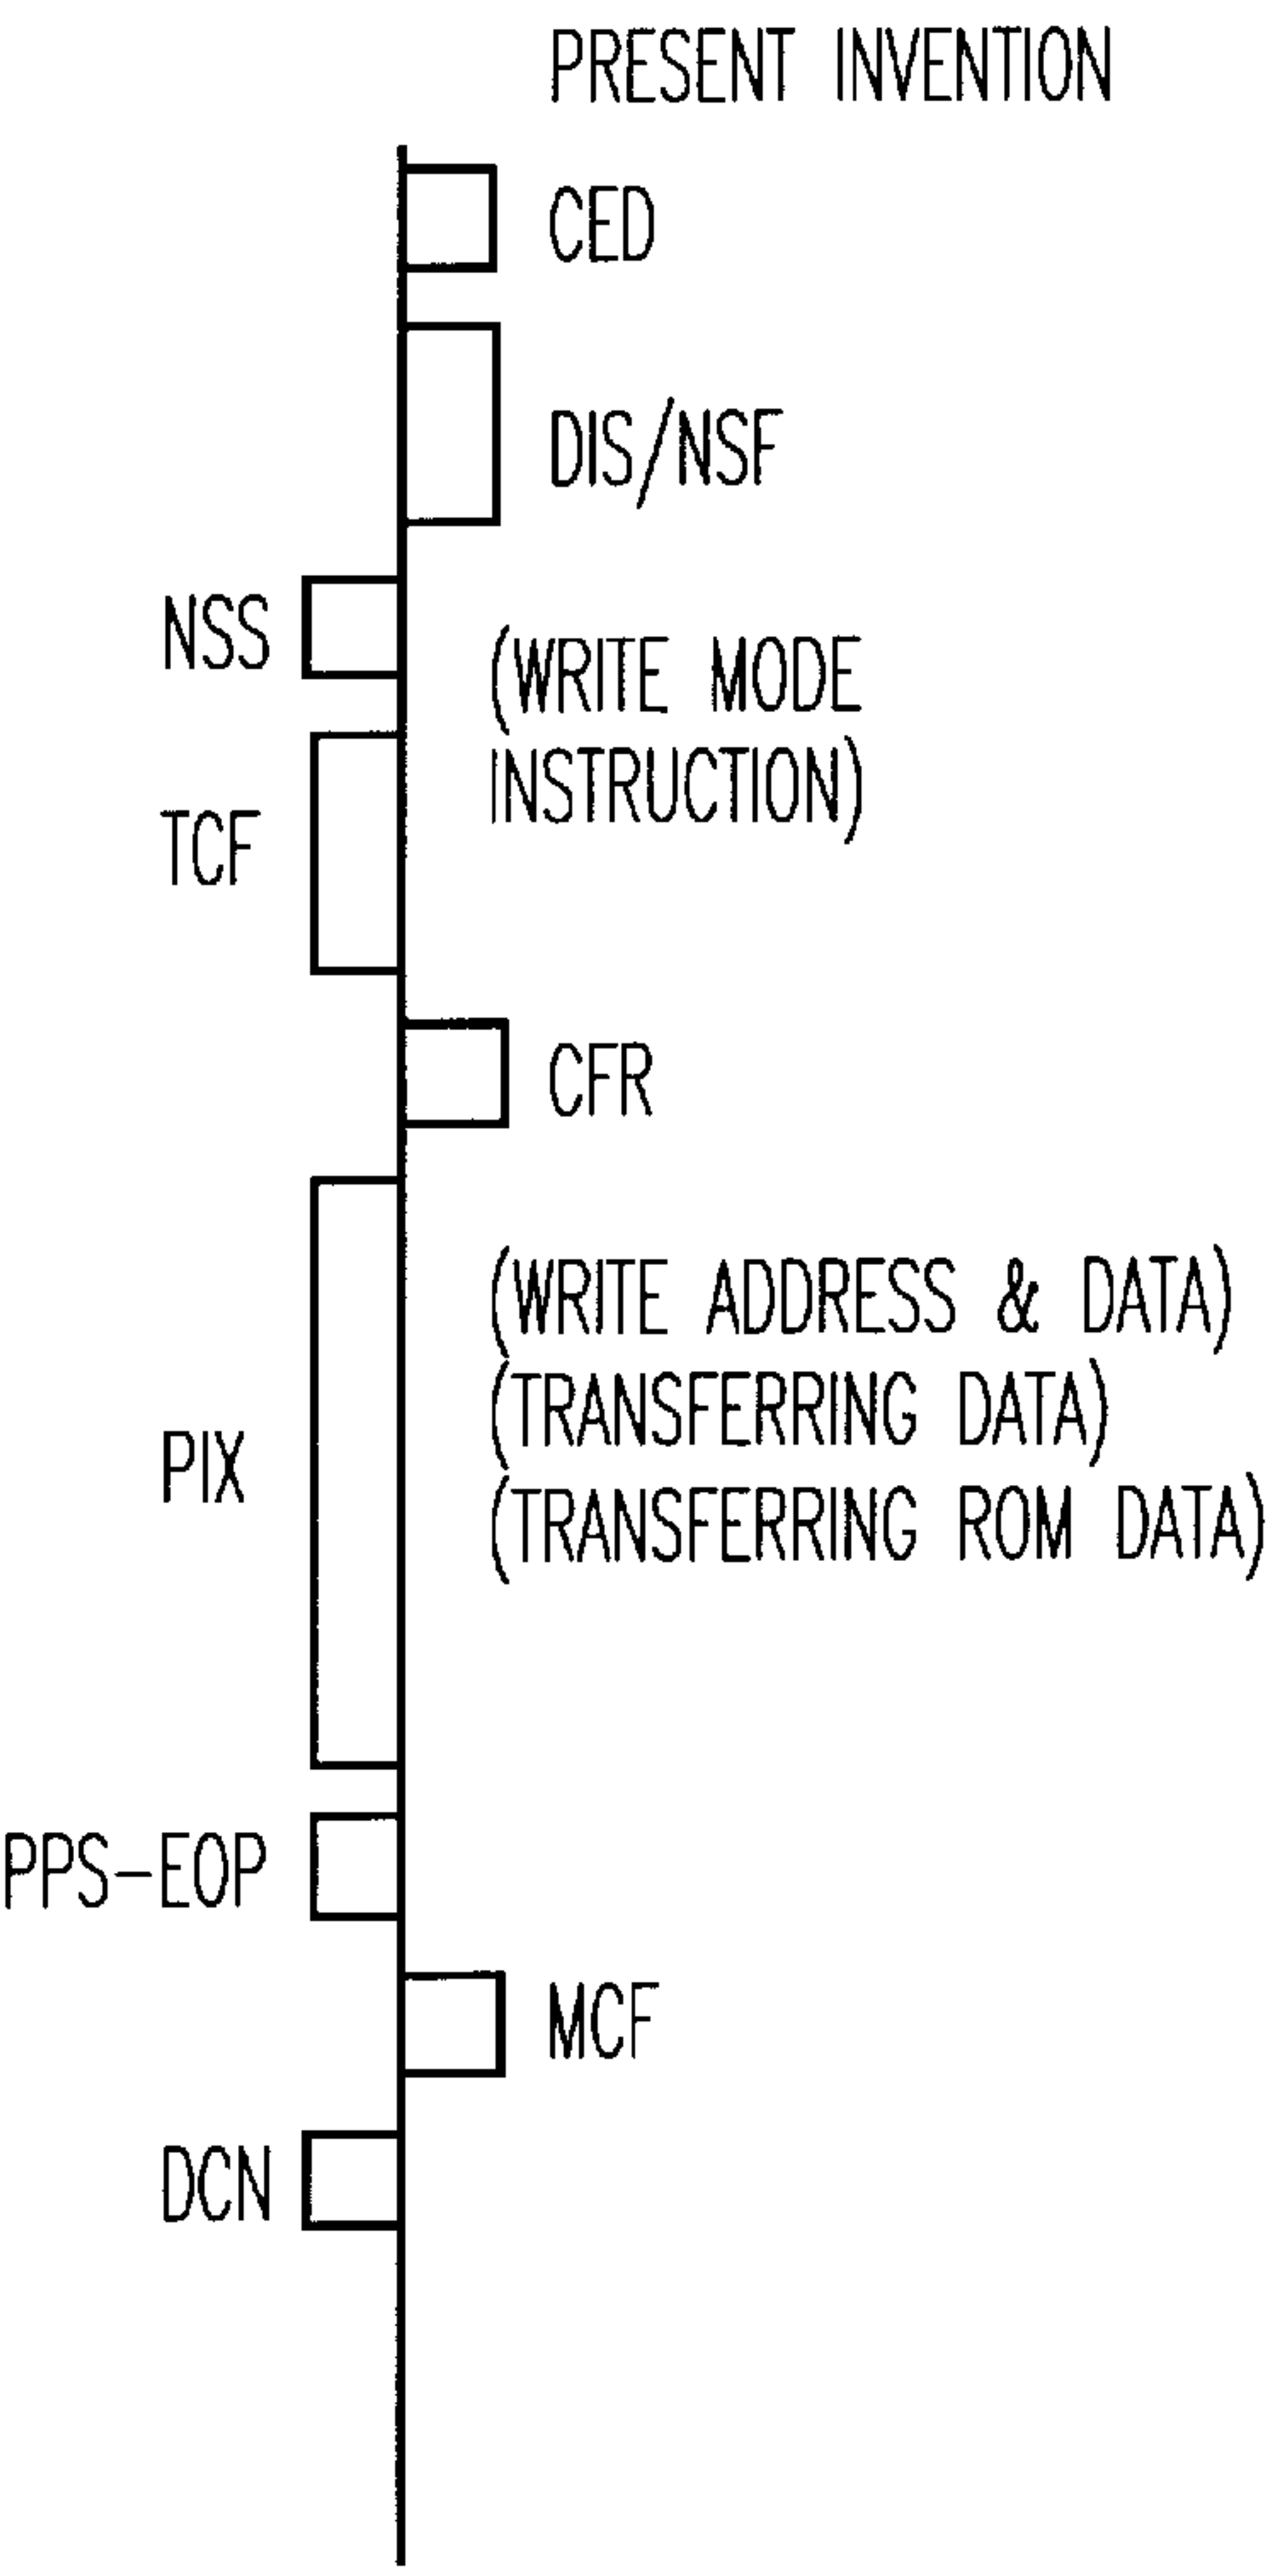 PRESENT INVENTION
CED
DIS/NSF
NSS
(WRITE MODE
INSTRUCTION)
TCF
CFR
(WRITE ADDRESS & DATA)
(TRANSFERRING DATA)
PIX
(TRANSFERRING ROM DATA)
PPS-EOP
MCF
DCN